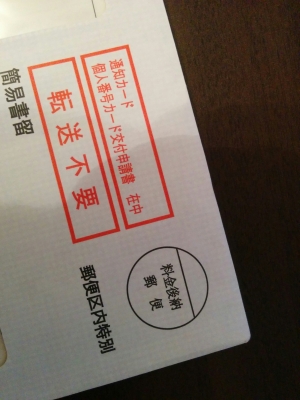 通知カード
個人番号カード交付申請書 在中
転送不要
簡易書留
料金後納
郵便
郵便区内特別